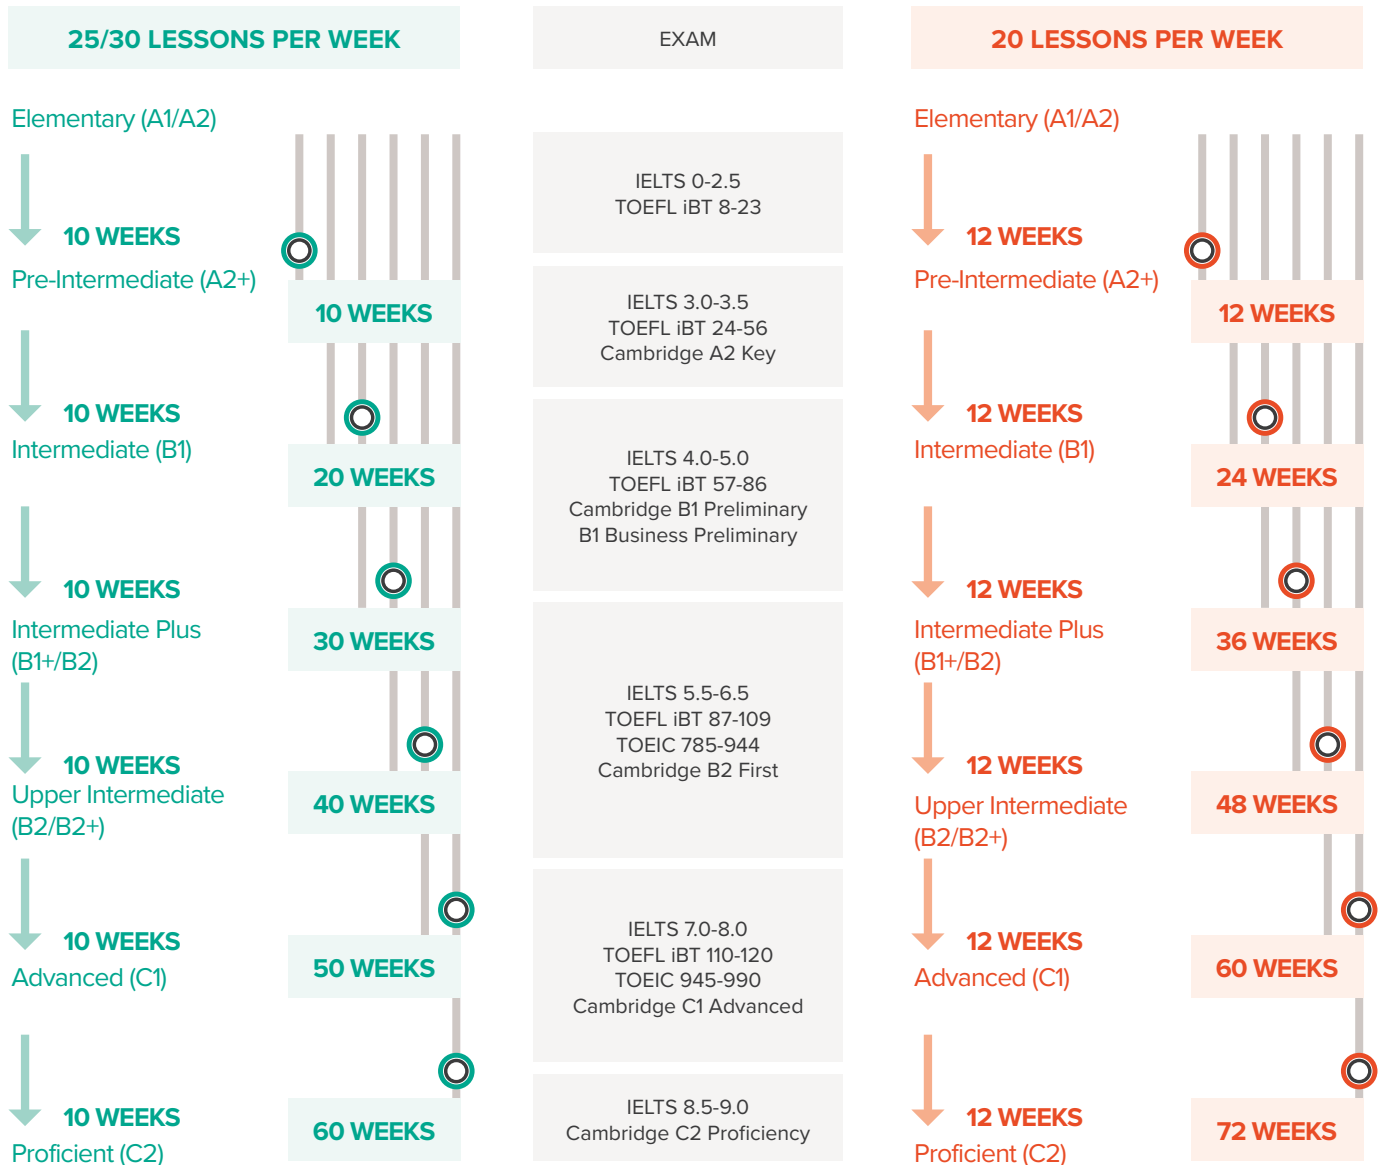 25/30 LESSONS PER WEEK
Elementary (A1/A2)
10 WEEKS
Pre-Intermediate (A2+)
10 WEEKS
10 WEEKS
Intermediate (B1)
20 WEEKS
10 WEEKS
Intermediate Plus
(B1+/B2)
30 WEEKS
10 WEEKS
Upper Intermediate
(B2/B2+)
40 WEEKS
10 WEEKS
Advanced (C1)
50 WEEKS
10 WEEKS
Proficient (C2)
60 WEEKS
EXAM
IELTS 0-2.5
TOEFL iBT 8-23
IELTS 3.0-3.5
TOEFL iBT 24-56
Cambridge A2 Key
IELTS 4.0-5.0
TOEFL iBT 57-86
Cambridge B1 Preliminary
B1 Business Preliminary
IELTS 5.5-6.5
TOEFL iBT 87-109
TOEIC 785-944
Cambridge B2 First
IELTS 7.0-8.0
TOEFL iBT 110-120
TOEIC 945-990
Cambridge C1 Advanced
IELTS 8.5-9.0
Cambridge C2 Proficiency
20 LESSONS PER WEEK
Elementary (A1/A2)
12 WEEKS
Pre-Intermediate (A2+)
12 WEEKS
12 WEEKS
Intermediate (B1)
24 WEEKS
12 WEEKS
Intermediate Plus
(B1+/B2)
36 WEEKS
12 WEEKS
Upper Intermediate
(B2/B2+)
48 WEEKS
12 WEEKS
Advanced (C1)
60 WEEKS
12 WEEKS
Proficient (C2)
72 WEEKS